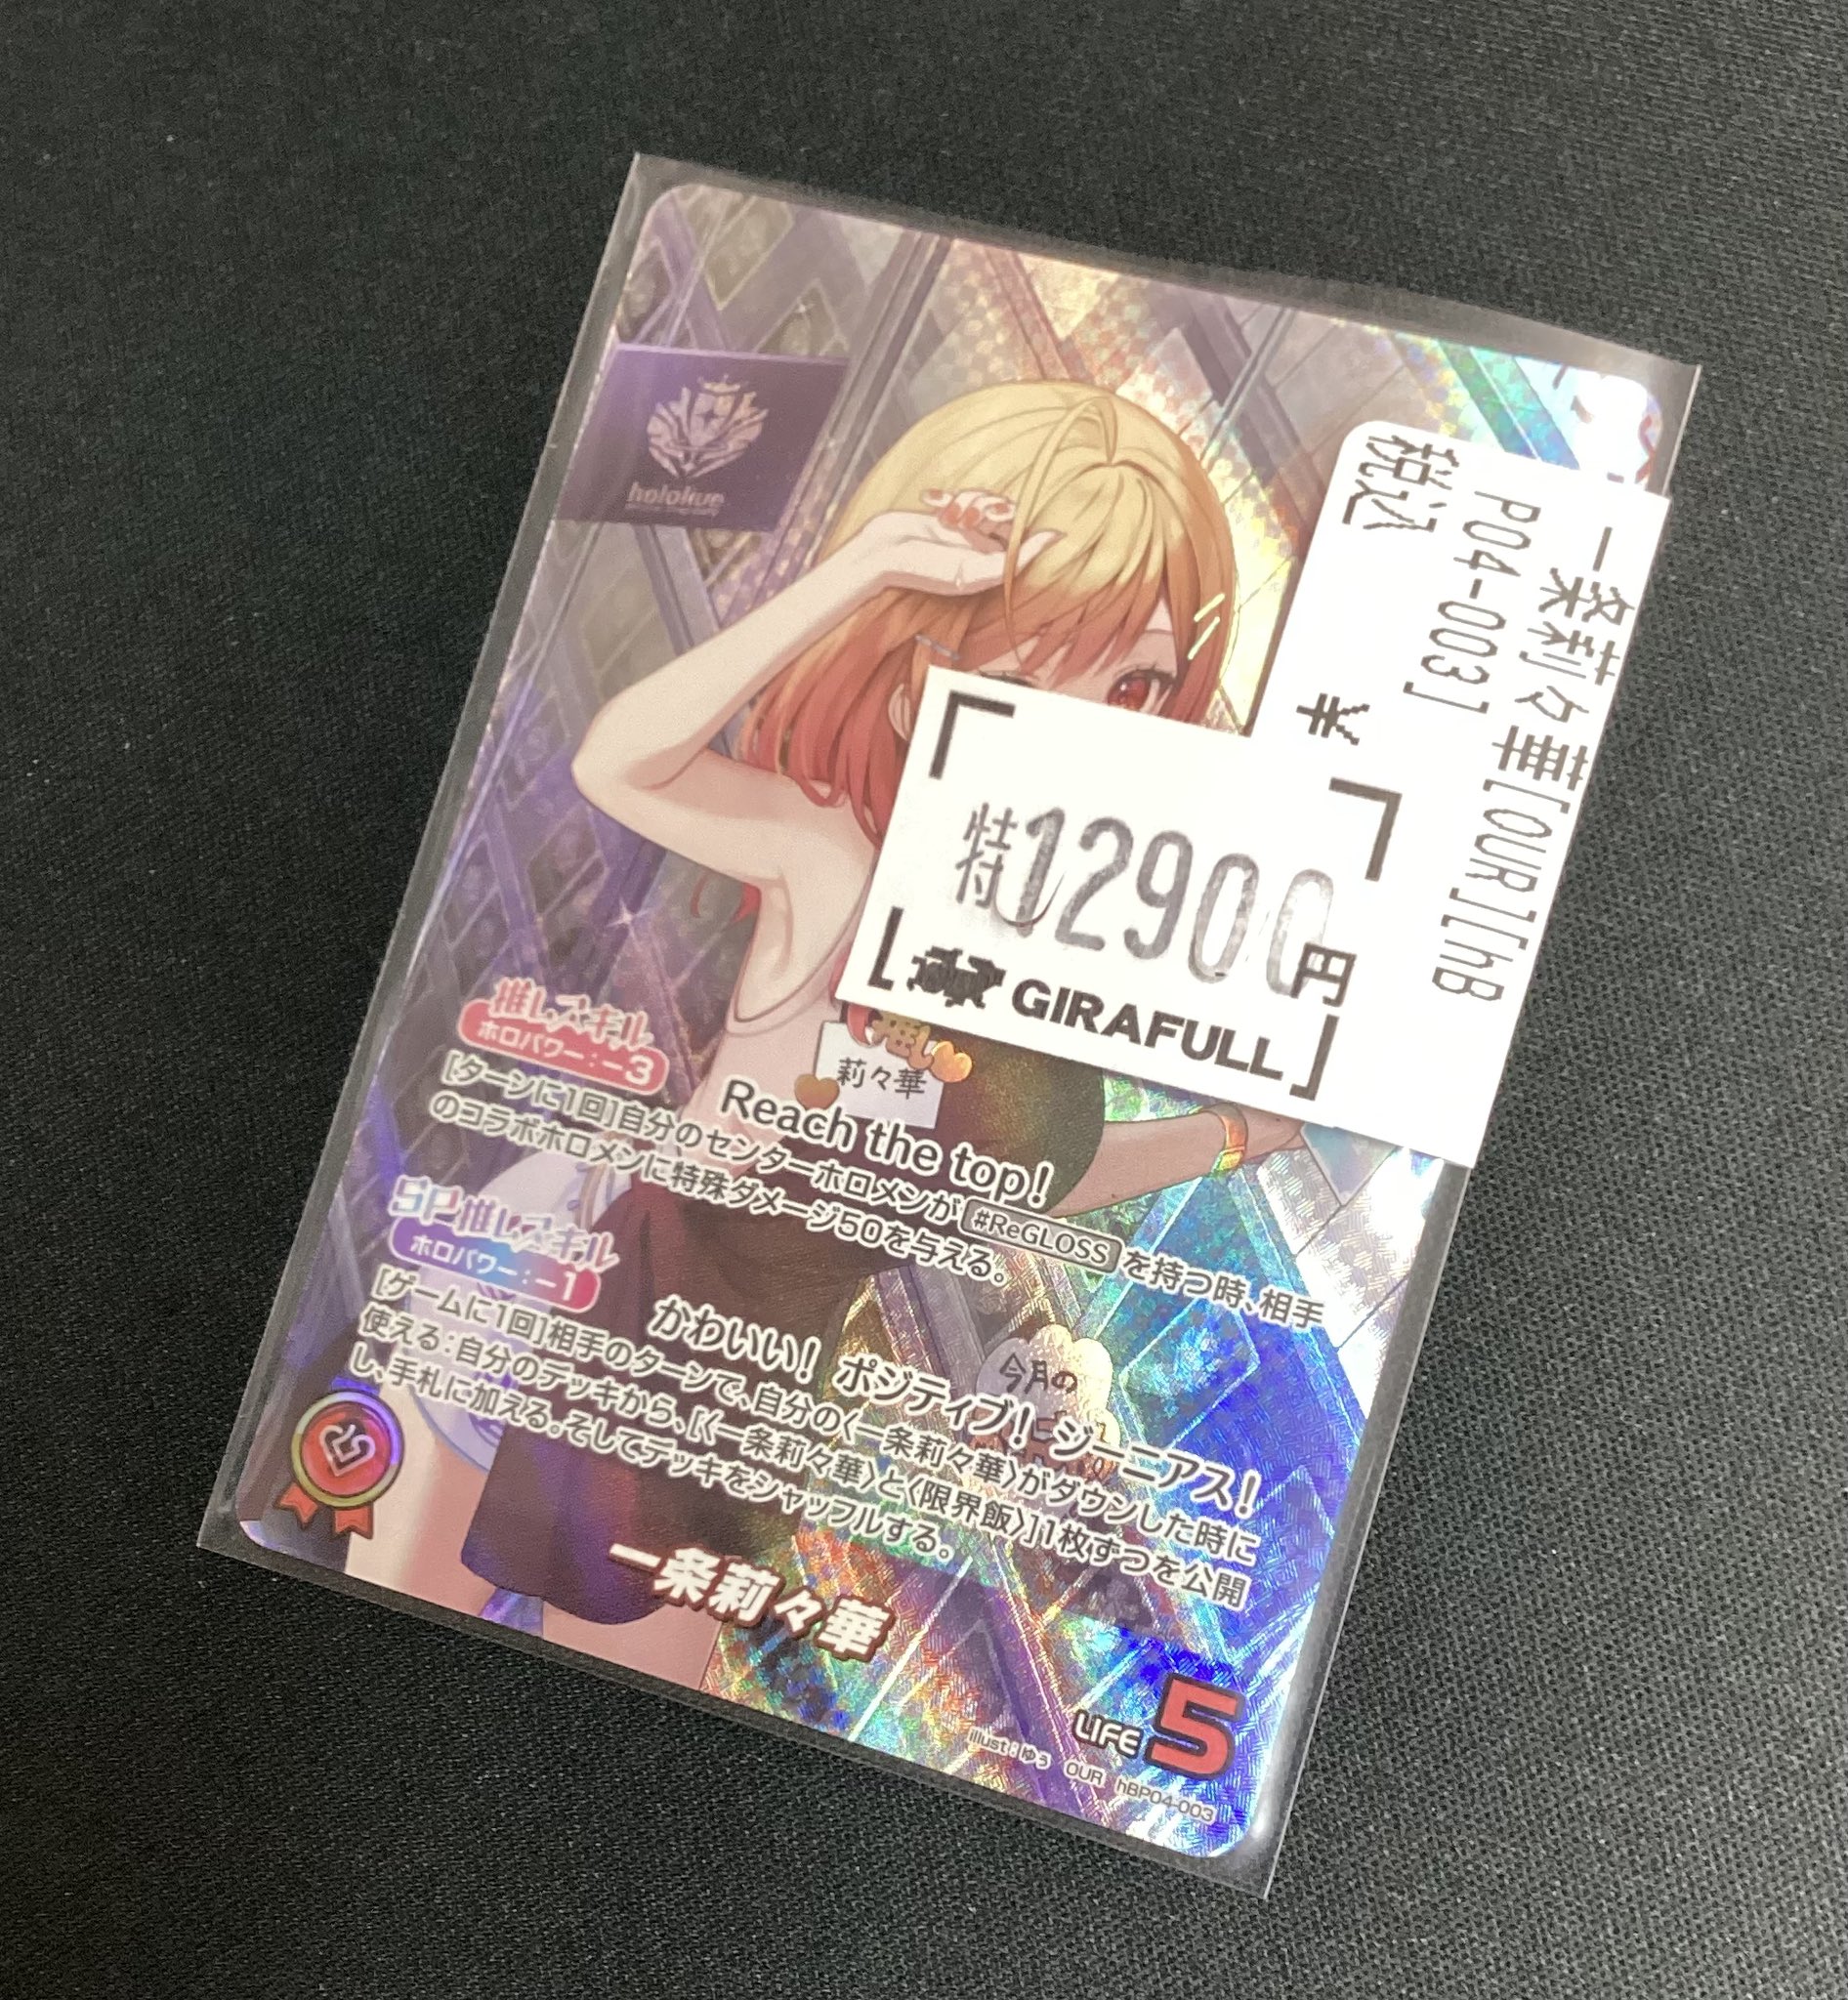 hololive
一条莉々華[OUR][hB
P04-003]
税込
¥
特12900円
GIRAFULL
推し
莉々華
推しスキル
ホロパワー:-3
Reach the top!
[ターンに1回]自分のセンターホロメンが #ReGLOSS を持つ時、相手
のコラボホロメンに特殊ダメージ50を与える。
SP推しスキル
ホロパワー:-1
かわいい! ポジティブ! ジーニアス!
[ゲームに1回]相手のターンで、自分の〈一条莉々華〉がダウンした時に
使える:自分のデッキから、[〈一条莉々華〉と〈限界飯〉]1枚ずつを公開
し、手札に加える。そしてデッキをシャッフルする。
今月の
一条莉々華
LIFE 5
illust:ゆぅ OUR hBP04-003